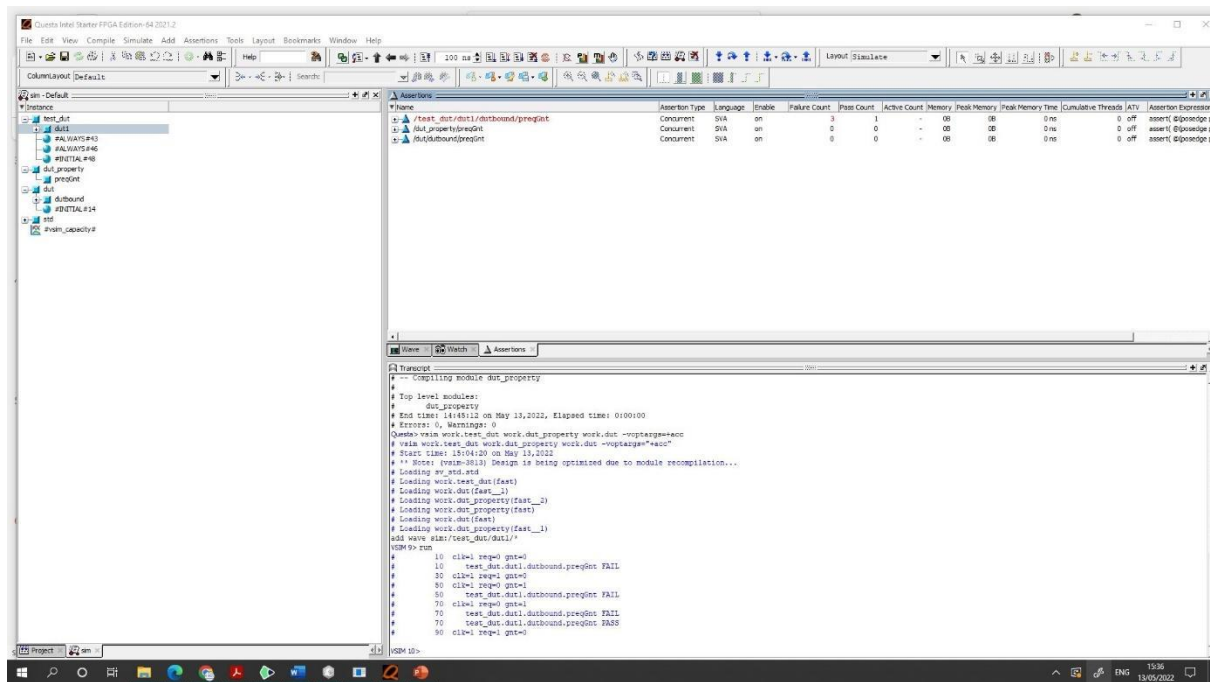 Questa Intel Starter FPGA Edition-64 2021.2
File Edit View Compile Simulate Add Assertions Tools Layout Bookmarks Window Help
Help 100 ns Layout Simulate
ColumnLayout Default Search:
sim - Default
Instance
test_dut
dut1
#ALWAYS#43
#ALWAYS#46
#INITIAL#48
dut_property
preqGnt
dut
dutbound
#INITIAL#14
std
#vsim_capacity#
Assertions
Name Assertion Type Language Enable Failure Count Pass Count Active Count Memory Peak Memory Peak Memory Time Cumulative Threads ATV Assertion Expression
/test_dut/dut1/dutbound/preqGnt Concurrent SVA on 3 1 - 0B 0B 0 ns 0 off assert( @(posedge
/dut_property/preqGnt Concurrent SVA on 0 0 - 0B 0B 0 ns 0 off assert( @(posedge
/dut/dutbound/preqGnt Concurrent SVA on 0 0 - 0B 0B 0 ns 0 off assert( @(posedge
Wave Watch Assertions
Transcript
# -- Compiling module dut_property
#
# Top level modules:
# dut_property
# End time: 14:45:12 on May 13,2022, Elapsed time: 0:00:00
# Errors: 0, Warnings: 0
Questa> vsim work.test_dut work.dut_property work.dut -voptargs=+acc
# vsim work.test_dut work.dut_property work.dut -voptargs="+acc"
# Start time: 15:04:20 on May 13,2022
# ** Note: (vsim-3813) Design is being optimized due to module recompilation...
# Loading sv_std.std
# Loading work.test_dut(fast)
# Loading work.dut(fast__1)
# Loading work.dut_property(fast__2)
# Loading work.dut_property(fast)
# Loading work.dut(fast)
# Loading work.dut_property(fast__1)
add wave sim:/test_dut/dut1/*
VSIM 9> run
# 10 clk=1 req=0 gnt=0
# 10 test_dut.dut1.dutbound.preqGnt FAIL
# 30 clk=1 req=1 gnt=0
# 50 clk=1 req=0 gnt=1
# 50 test_dut.dut1.dutbound.preqGnt FAIL
# 70 clk=1 req=0 gnt=1
# 70 test_dut.dut1.dutbound.preqGnt FAIL
# 70 test_dut.dut1.dutbound.preqGnt PASS
# 90 clk=1 req=1 gnt=0
VSIM 10>
Project sim
ENG 15:36
13/05/2022